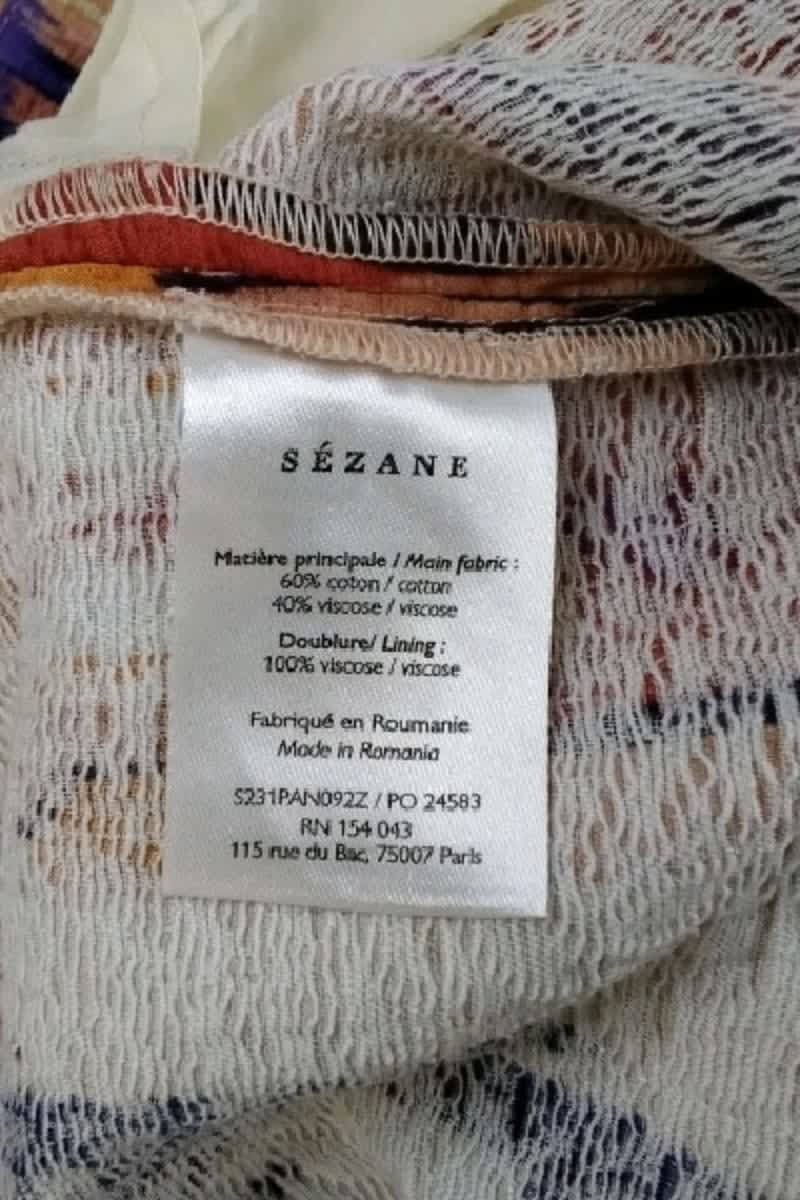 SÉZANE
Matière principale / Main fabric :
60% coton / cotton
40% viscose / viscose
Doublure/ Lining :
100% viscose / viscose
Fabriqué en Roumanie
Made in Romania
S231PAN092Z / PO 24583
RN 154 043
115 rue du Bac, 75007 Paris